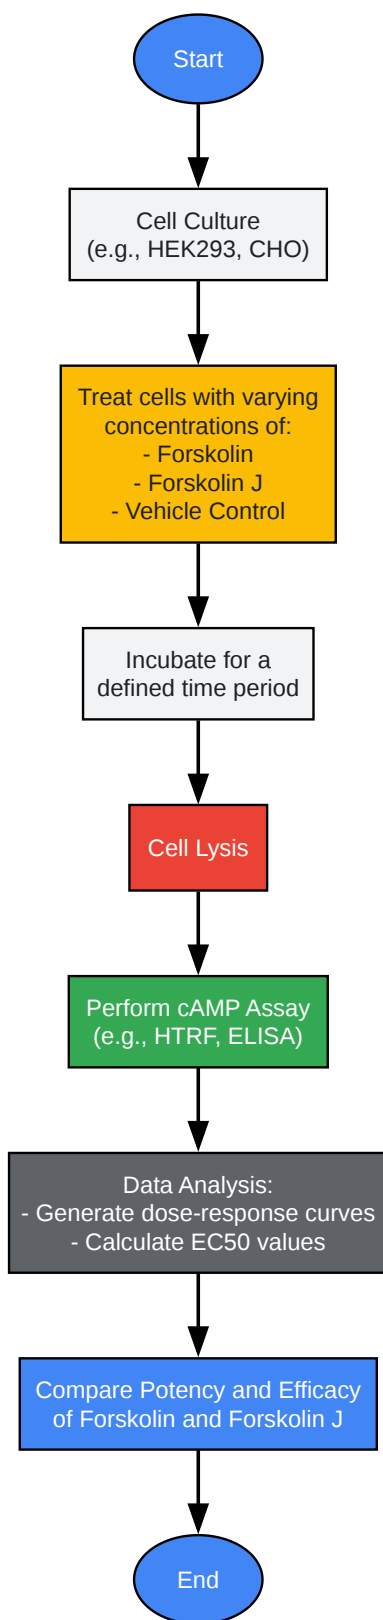 Start
Cell Culture
(e.g., HEK293, CHO)
Treat cells with varying
concentrations of:
- Forskolin
- Forskolin J
- Vehicle Control
Incubate for a
defined time period
Cell Lysis
Perform cAMP Assay
(e.g., HTRF, ELISA)
Data Analysis:
- Generate dose-response curves
- Calculate EC50 values
Compare Potency and Efficacy
of Forskolin and Forskolin J
End